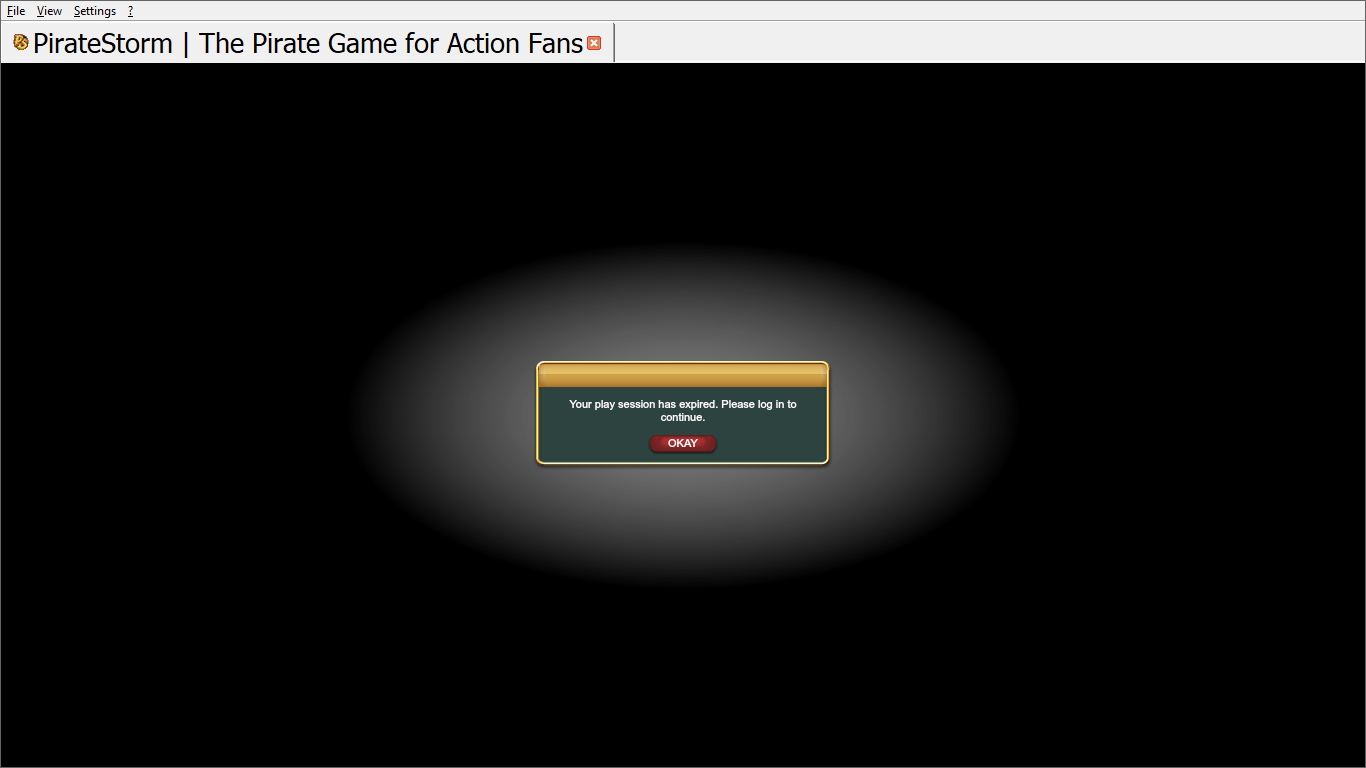 File View Settings ?
PirateStorm | The Pirate Game for Action Fans
Your play session has expired. Please log in to
continue.
OKAY